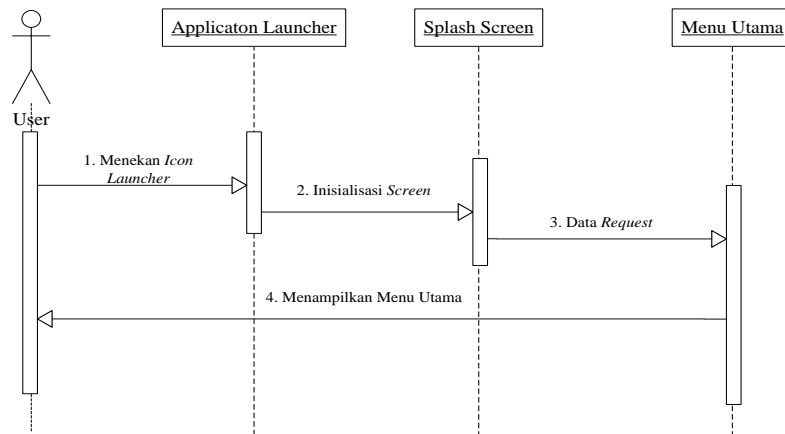 Applicaton Launcher
Splash Screen
Menu Utama
User
1. Menekan Icon
Launcher
2. Inisialisasi Screen
3. Data Request
4. Menampilkan Menu Utama